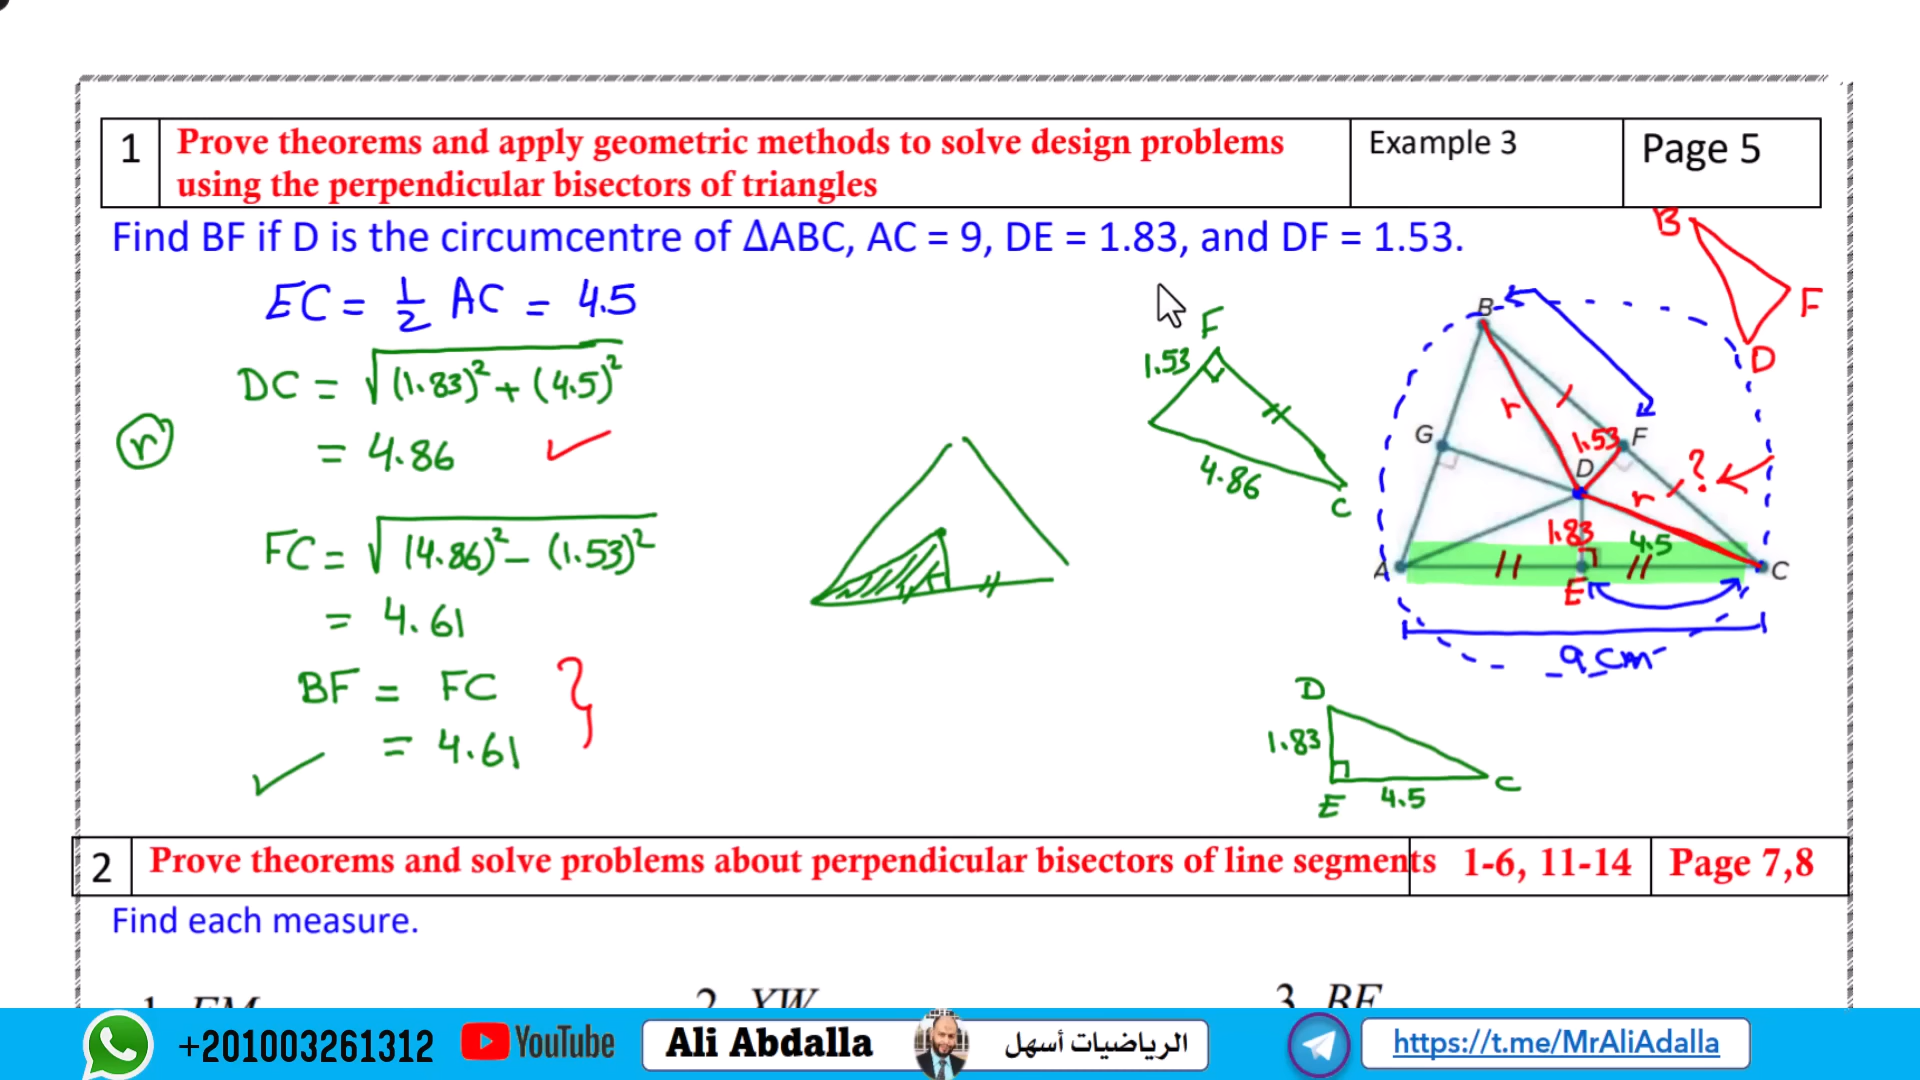 1 Prove theorems and apply geometric methods to solve design problems using the perpendicular bisectors of triangles Example 3 Page 5
Find BF if D is the circumcentre of ΔABC, AC = 9, DE = 1.83, and DF = 1.53.
EC = 1/2 AC = 4.5
DC = √(1.83)² + (4.5)²
r
= 4.86
FC = √(4.86)² − (1.53)²
= 4.61
BF = FC
= 4.61
F
1.53
4.86
C
B
F
D
B
r
G
1.53
F
D
r
?
1.83
4.5
A
E
C
9 cm
D
1.83
E
4.5
C
2 Prove theorems and solve problems about perpendicular bisectors of line segments 1-6, 11-14 Page 7,8
Find each measure.
+201003261312 YouTube Ali Abdalla الرياضيات أسهل https://t.me/MrAliAdalla